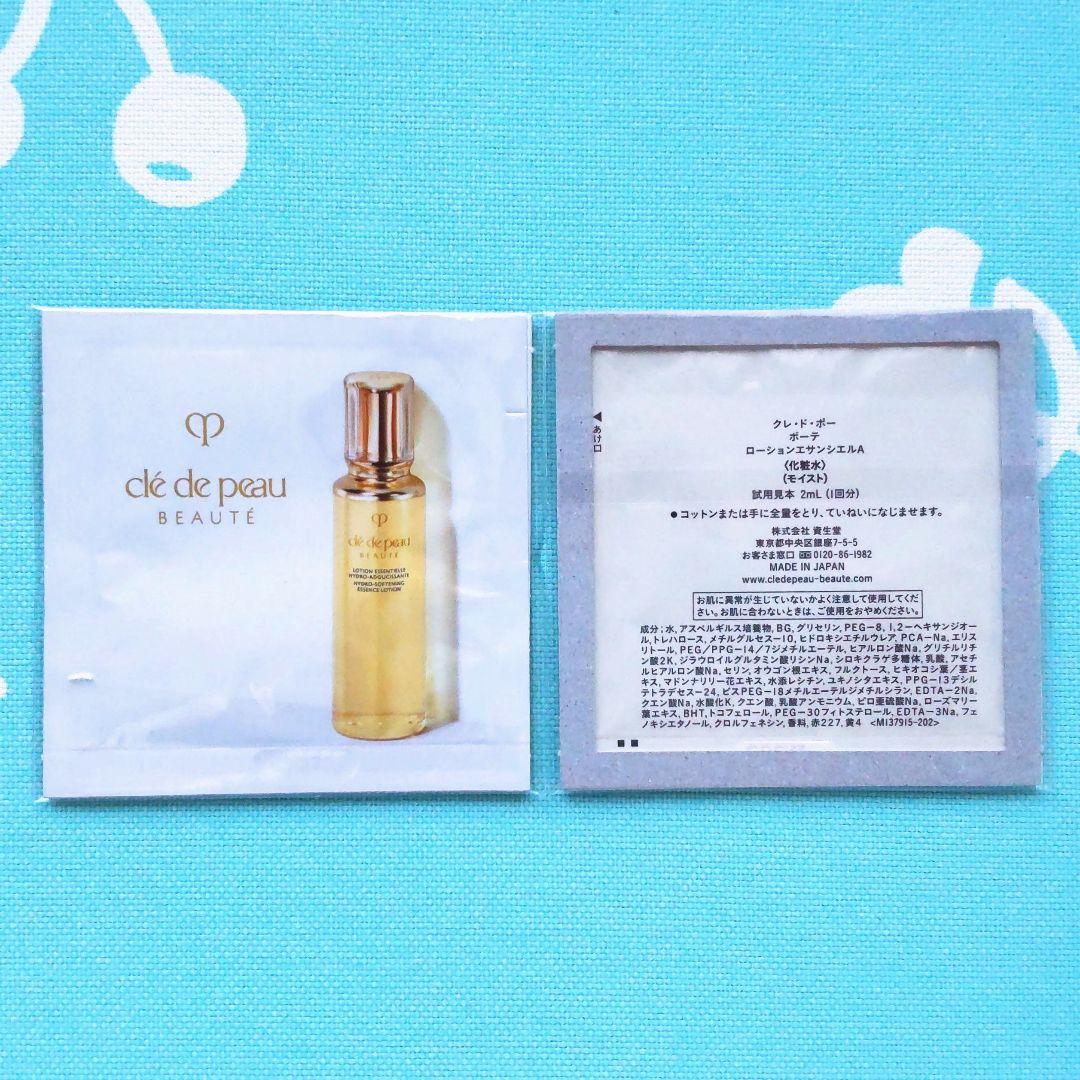 clé de peau
BEAUTÉ
clé de peau
BEAUTÉ
LOTION ESSENTIELLE
HYDRO-ADOUCISSANTE
HYDRO-SOFTENING
ESSENCE LOTION
◀あけ口
クレ・ド・ポー
ボーテ
ローションエサンシエルA
〈化粧水〉
〈モイスト〉
試用見本 2mL (1回分)
●コットンまたは手に全量をとり、ていねいになじませます。
株式会社 資生堂
東京都中央区銀座7-5-5
お客さま窓口 0120-86-1982
MADE IN JAPAN
www.cledepeau-beaute.com
お肌に異常が生じていないかよく注意して使用してくだ
さい。お肌に合わないときは、ご使用をおやめください。
成分;水,アスペルギルス培養物,BG,グリセリン,PEG-8,1,2-ヘキサンジオー
ル,トレハロース,メチルグルセス-10,ヒドロキシエチルウレア,PCA-Na,エリス
リトール,PEG/PPG-14/7ジメチルエーテル,ヒアルロン酸Na,グリチルリチ
ン酸2K,ジラウロイルグルタミン酸リシンNa,シロキクラゲ多糖体,乳酸,アセチ
ルヒアルロン酸Na,セリン,オウゴン根エキス,フルクトース,ヒキオコシ葉/茎エ
キス,マドンナリリー花エキス,水添レシチン,ユキノシタエキス,PPG-13デシル
テトラデセス-24,ビスPEG-18メチルエーテルジメチルシラン,EDTA-2Na,
クエン酸Na,水酸化K,クエン酸,乳酸アンモニウム,ピロ亜硫酸Na,ローズマリー
葉エキス,BHT,トコフェロール,PEG-30フィトステロール,EDTA-3Na,フェ
ノキシエタノール,クロルフェネシン,香料,赤227,黄4 <MI37915-202>